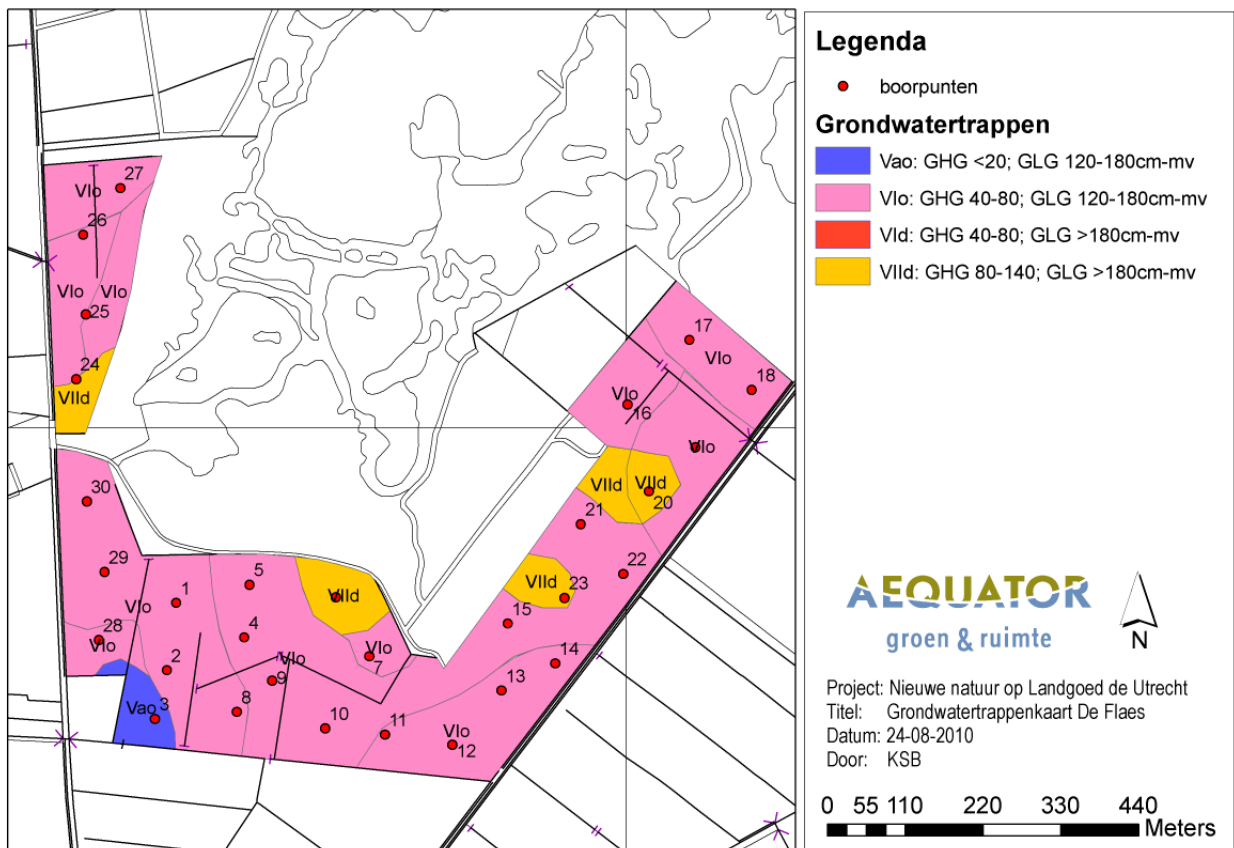 27
VIo
26
VIo
VIo
25
24
VIId
17
VIo
18
VIo
16
VIo
30
VIId
VIId
20
21
29
5
VIId
22
1
VIId
23
VIo
15
28
4
VIo
VIo
14
2
VIo
7
9
13
Vao
3
8
10
11
VIo
12
Legenda
boorpunten
Grondwatertrappen
Vao: GHG <20; GLG 120-180cm-mv
VIo: GHG 40-80; GLG 120-180cm-mv
VId: GHG 40-80; GLG >180cm-mv
VIId: GHG 80-140; GLG >180cm-mv
AEQUATOR
groen & ruimte
N
Project: Nieuwe natuur op Landgoed de Utrecht
Titel: Grondwatertrappenkaart De Flaes
Datum: 24-08-2010
Door: KSB
0 55 110 220 330 440
Meters